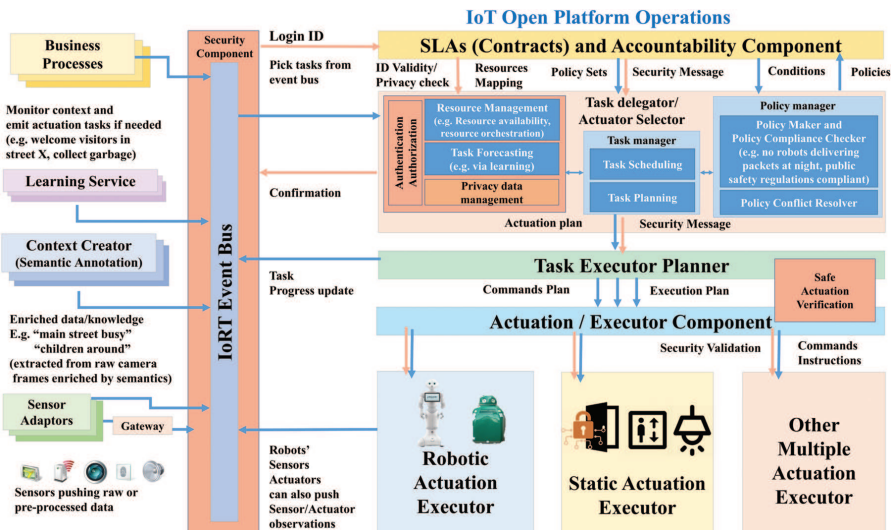 IoT Open Platform Operations
Business
Processes
Monitor context and
emit actuation tasks if needed
(e.g. welcome visitors in
street X, collect garbage)
Learning Service
Context Creator
(Semantic Annotation)
Enriched data/knowledge
E.g. “main street busy”
“children around”
(extracted from raw camera
frames enriched by semantics)
Sensor
Adaptors
Gateway
Sensors pushing raw or
pre-processed data
Security
Component
IoRT Event Bus
Login ID
Pick tasks from
event bus
Confirmation
Task
Progress update
Robots’
Sensors
Actuators
can also push
Sensor/Actuator
observations
SLAs (Contracts) and Accountability Component
ID Validity/
Privacy check
Resources
Mapping
Policy Sets
Security Message
Conditions
Policies
Authentication
Authorization
Resource Management
(e.g. Resource availability,
resource orchestration)
Task Forecasting
(e.g. via learning)
Privacy data
management
Task delegator/
Actuator Selector
Task manager
Task Scheduling
Task Planning
Policy manager
Policy Maker and
Policy Compliance Checker
(e.g. no robots delivering
packets at night, public
safety regulations compliant)
Policy Conflict Resolver
Actuation plan
Security Message
Task Executor Planner
Commands Plan
Execution Plan
Safe
Actuation
Verification
Actuation / Executor Component
Security Validation
Commands
Instructions
Robotic
Actuation
Executor
Static Actuation
Executor
Other
Multiple
Actuation
Executor